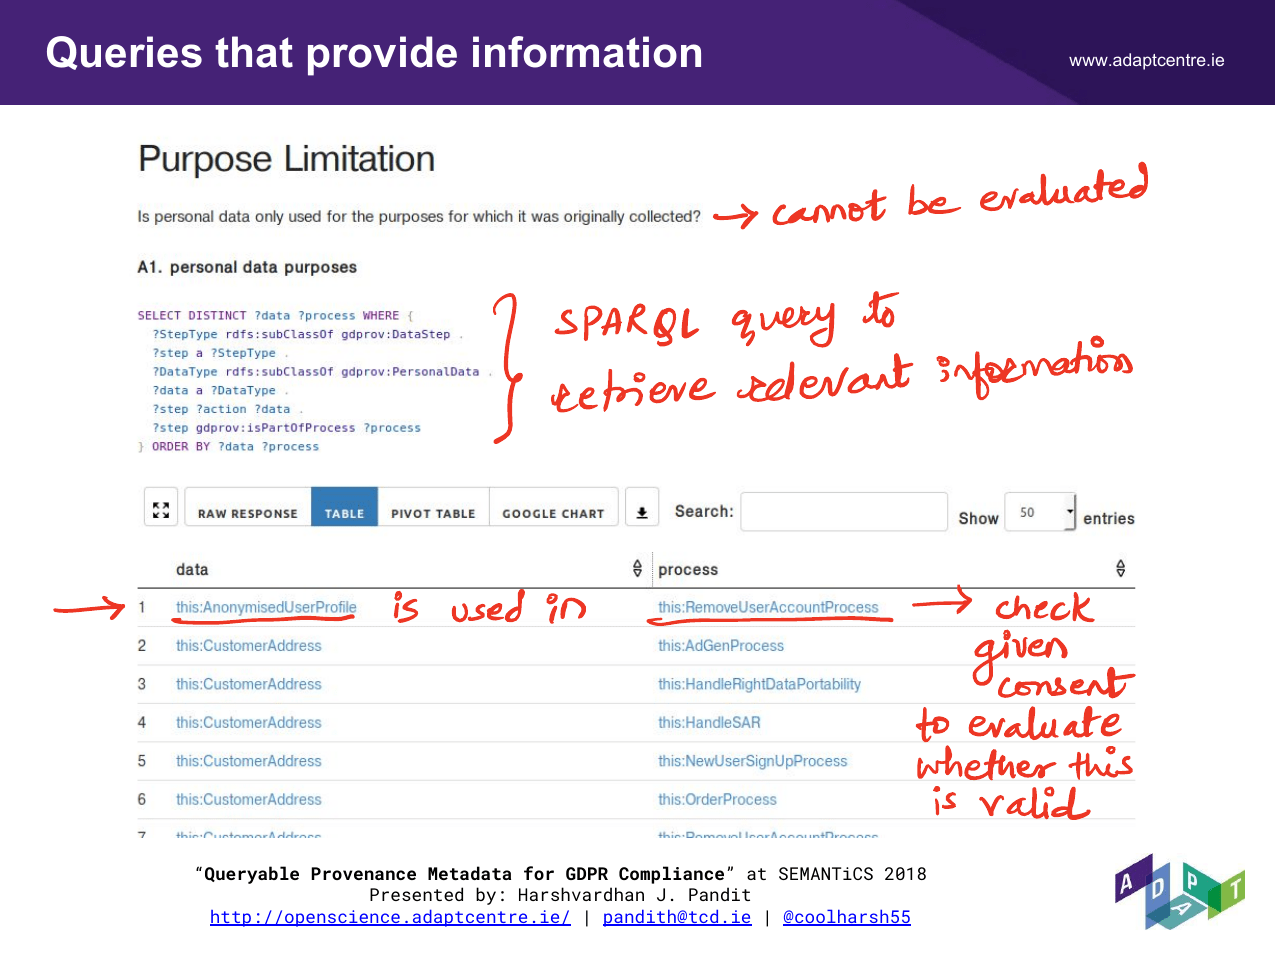 Queries that provide information
www.adaptcentre.ie
Purpose Limitation
Is personal data only used for the purposes for which it was originally collected? → cannot be evaluated
A1. personal data purposes
SELECT DISTINCT ?data ?process WHERE {
?StepType rdfs:subClassOf gdprov:DataStep .
?step a ?StepType .
?DataType rdfs:subClassOf gdprov:PersonalData .
?data a ?DataType .
?step ?action ?data .
?step gdprov:isPartOfProcess ?process
} ORDER BY ?data ?process
SPARQL query to
retrieve relevant information
RAW RESPONSE TABLE PIVOT TABLE GOOGLE CHART Search: Show 50 entries
data process
→ 1 this:AnonymisedUserProfile is used in this:RemoveUserAccountProcess → check
2 this:CustomerAddress this:AdGenProcess given
3 this:CustomerAddress this:HandleRightDataPortability consent
4 this:CustomerAddress this:HandleSAR to evaluate
5 this:CustomerAddress this:NewUserSignUpProcess whether this
6 this:CustomerAddress this:OrderProcess is valid
7 this:CustomerAddress this:RemoveUserAccountProcess
“Queryable Provenance Metadata for GDPR Compliance” at SEMANTiCS 2018
Presented by: Harshvardhan J. Pandit
http://openscience.adaptcentre.ie/ | pandith@tcd.ie | @coolharsh55
ADAPT